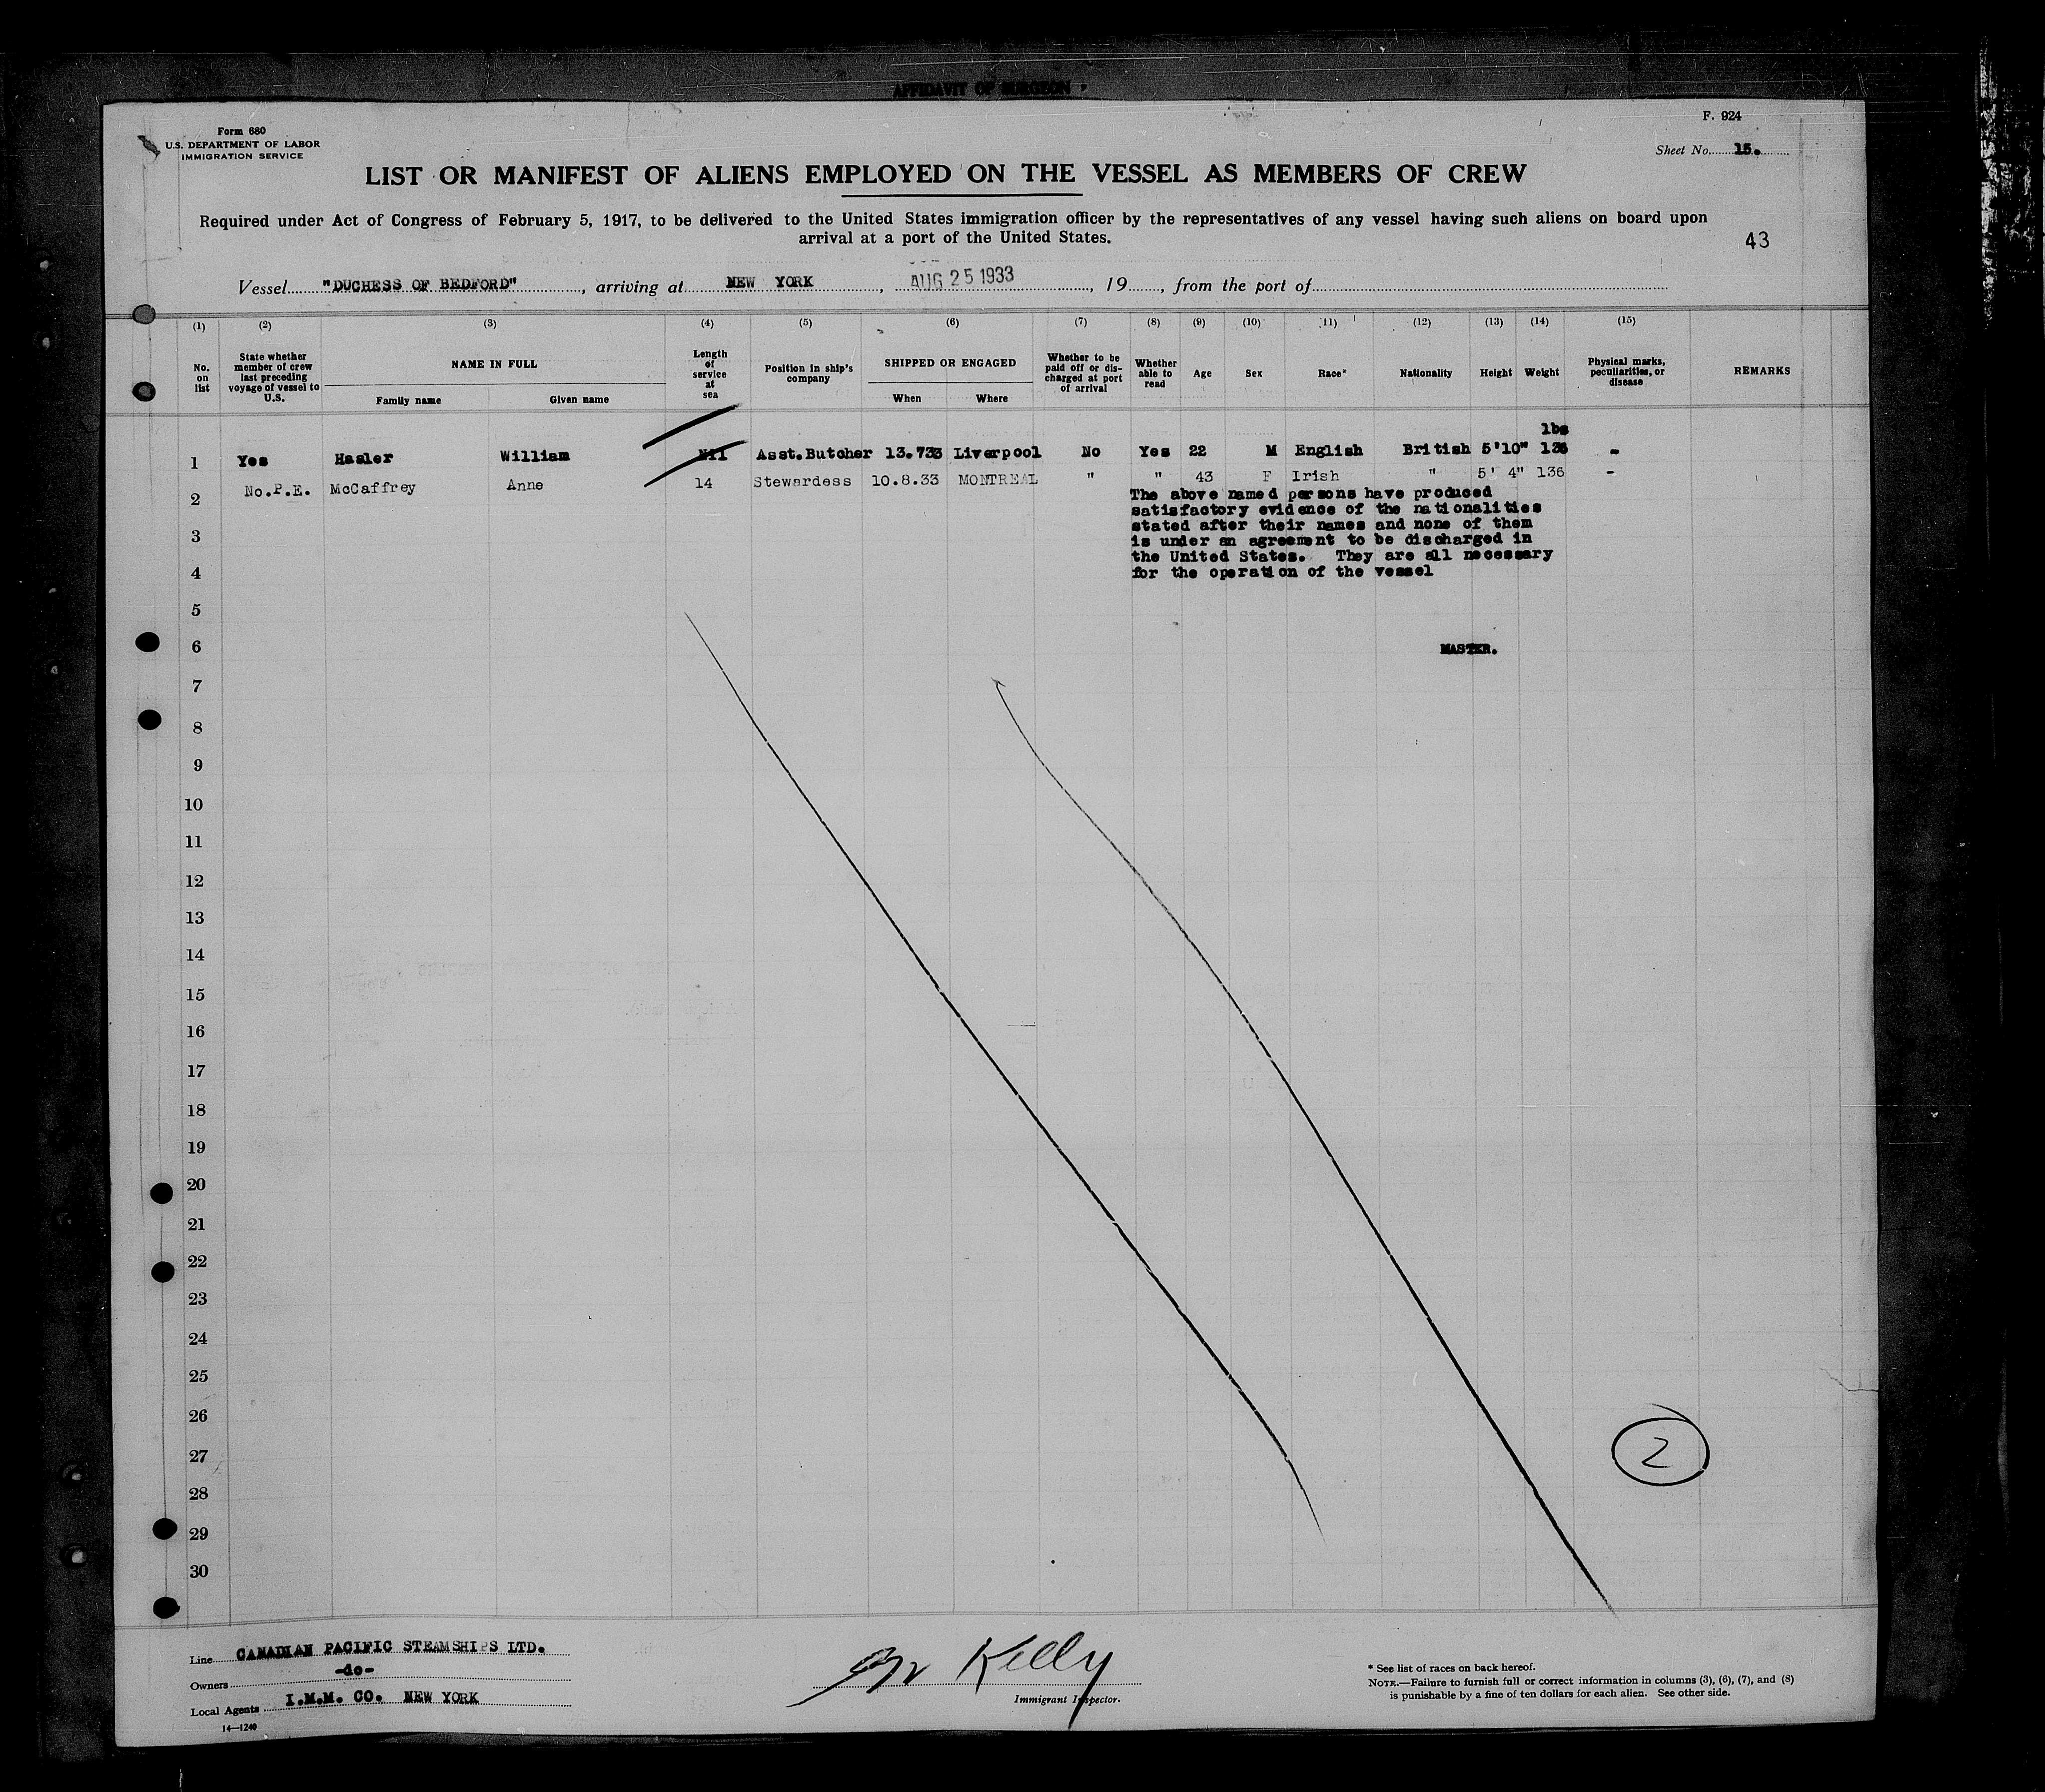 AFFIDAVIT OF SURGEON
Form 680
U.S. DEPARTMENT OF LABOR
IMMIGRATION SERVICE
F. 924
Sheet No. 15.
LIST OR MANIFEST OF ALIENS EMPLOYED ON THE VESSEL AS MEMBERS OF CREW
Required under Act of Congress of February 5, 1917, to be delivered to the United States immigration officer by the representatives of any vessel having such aliens on board upon
arrival at a port of the United States.
43
Vessel "DUCHESS OF BEDFORD", arriving at NEW YORK, AUG 25 1933, 19, from the port of
(1) (2) (3) (4) (5) (6) (7) (8) (9) (10) (11) (12) (13) (14) (15)
No. on list
State whether member of crew last preceding voyage of vessel to U.S.
NAME IN FULL
Family name
Given name
Length of service at sea
Position in ship's company
SHIPPED OR ENGAGED
When
Where
Whether to be paid off or discharged at port of arrival
Whether able to read
Age
Sex
Race*
Nationality
Height
Weight
Physical marks, peculiarities, or disease
REMARKS
lbs
1 Yes Hasler William Nil Asst.Butcher 13.733 Liverpool No Yes 22 M English British 5'10" 136 -
2 No.P.E. McCaffrey Anne 14 Stewardess 10.8.33 MONTREAL " " 43 F Irish " 5' 4" 136 -
The above named persons have produced
satisfactory evidence of the nationalities
stated after their names and none of them
is under an agreement to be discharged in
the United States. They are all necessary
for the operation of the vessel
3
4
5
6
MASTER.
7
8
9
10
11
12
13
14
15
16
17
18
19
20
21
22
23
24
25
26
27
2
28
29
30
Line CANADIAN PACIFIC STEAMSHIPS LTD.
Owners -do-
Local Agents I.M.M. CO. NEW YORK
14—1240
Kelly
Immigrant Inspector.
* See list of races on back hereof.
NOTE.—Failure to furnish full or correct information in columns (3), (6), (7), and (8)
is punishable by a fine of ten dollars for each alien. See other side.